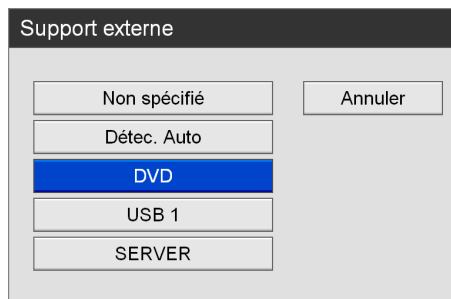 Support externe
Non spécifié
Annuler
Détec. Auto
DVD
USB 1
SERVER